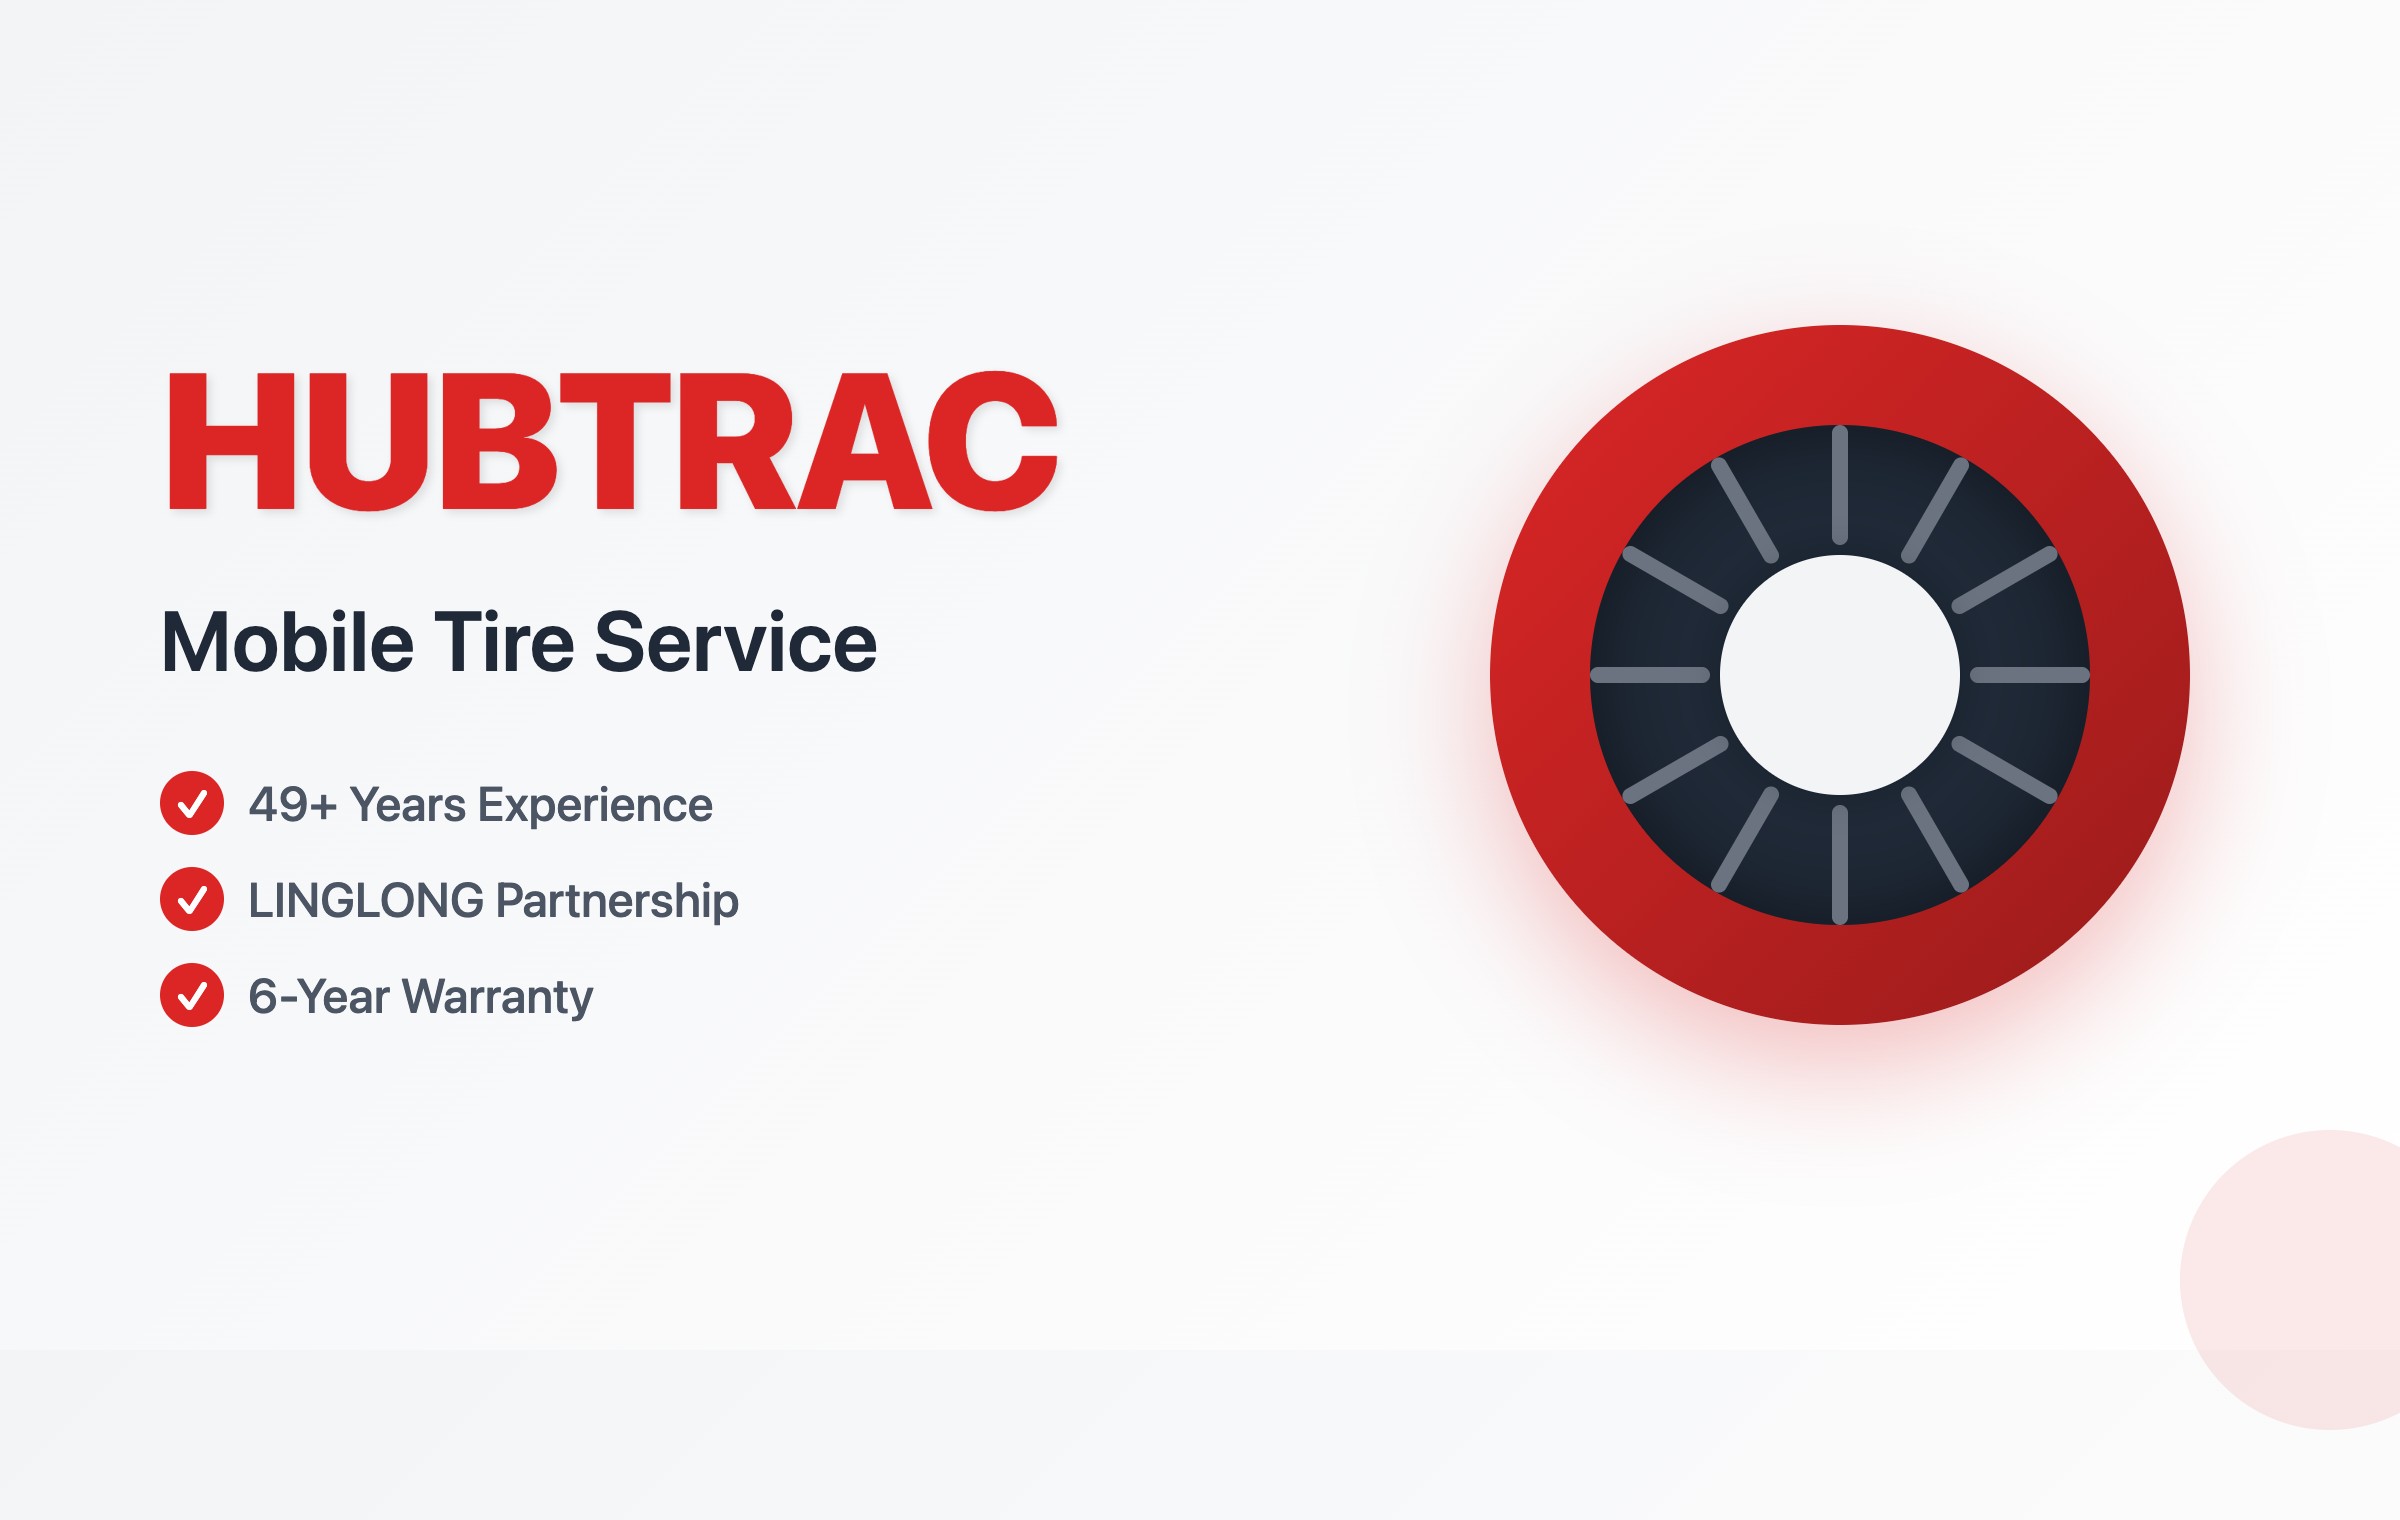 HUBTRAC
Mobile Tire Service
49+ Years Experience
LINGLONG Partnership
6-Year Warranty